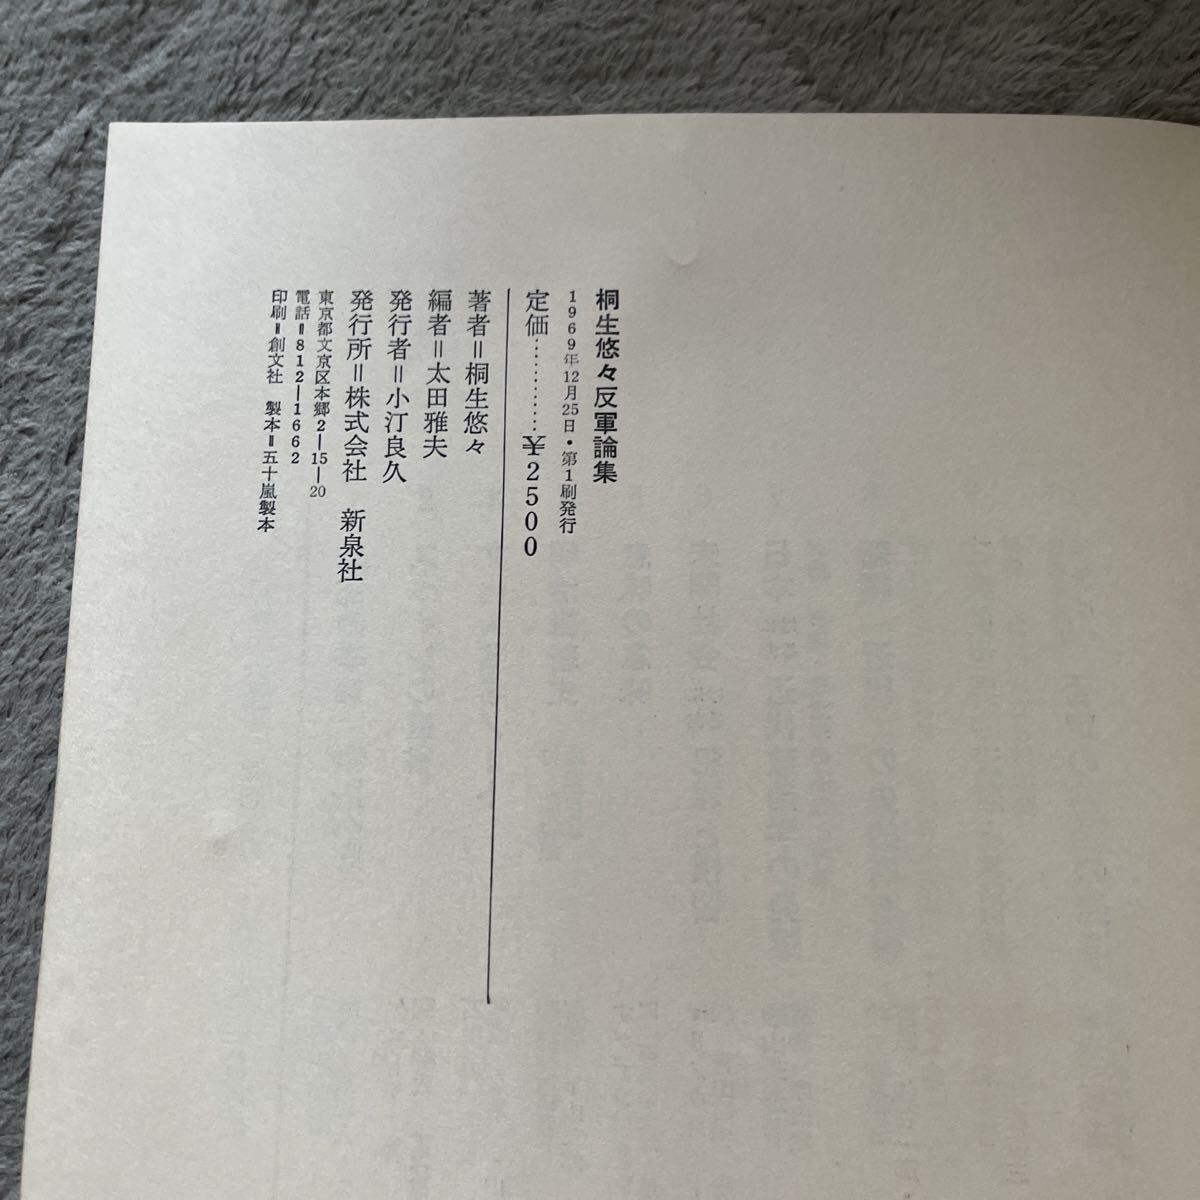 桐生悠々反軍論集
1969年12月25日・第1刷発行
定価…………¥2500
著者＝桐生悠々
編者＝太田雅夫
発行者＝小汀良久
発行所＝株式会社　新泉社
東京都文京区本郷2—15—20
電話＝812—1662
印刷＝創文社　製本＝五十嵐製本